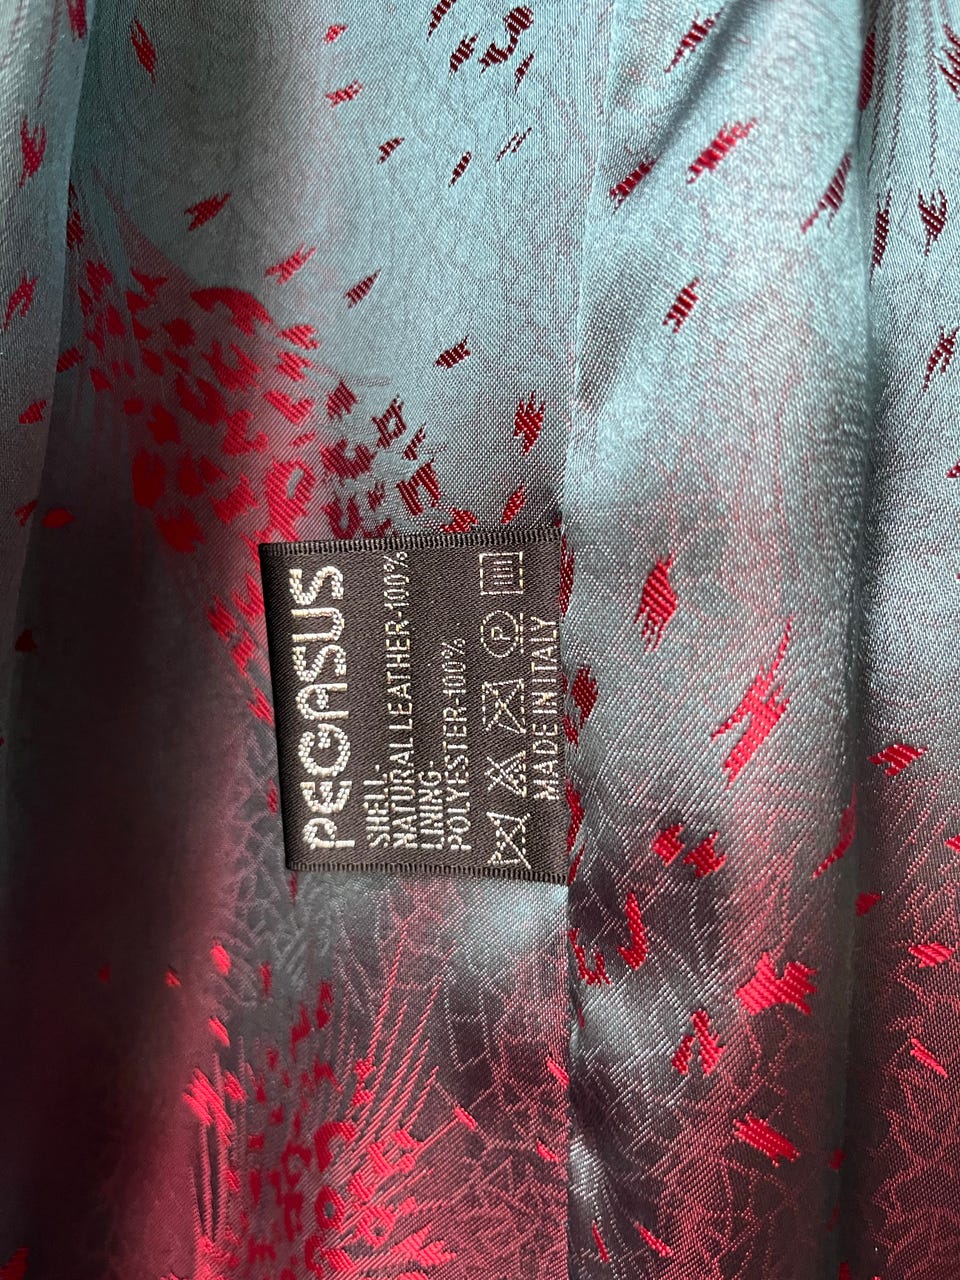 PEGASUS
SHELL-
NATURAL LEATHER-100%
LINING-
POLYESTER-100%
P
MADE IN ITALY